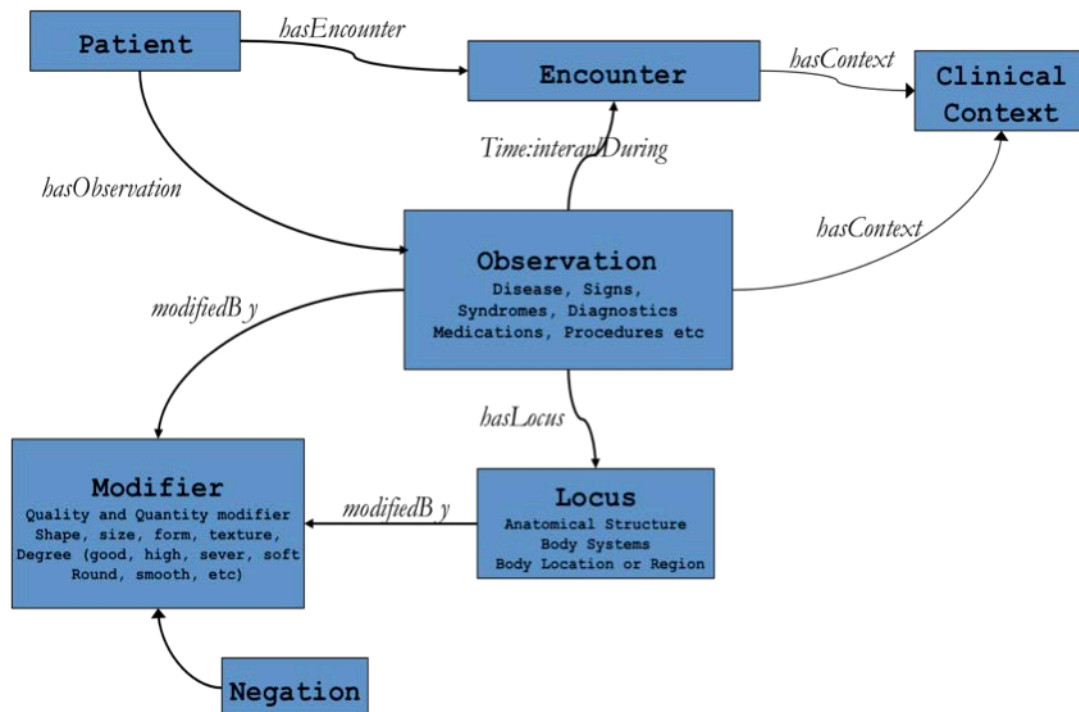 hasEncounter
Patient
Encounter
hasContext
Clinical
Context
Time:interavlDuring
hasObservation
hasContext
Observation
Disease, Signs,
Syndromes, Diagnostics
Medications, Procedures etc
modifiedB y
hasLocus
Modifier
Quality and Quantity modifier
Shape, size, form, texture,
Degree (good, high, sever, soft
Round, smooth, etc)
modifiedB y
Locus
Anatomical Structure
Body Systems
Body Location or Region
Negation